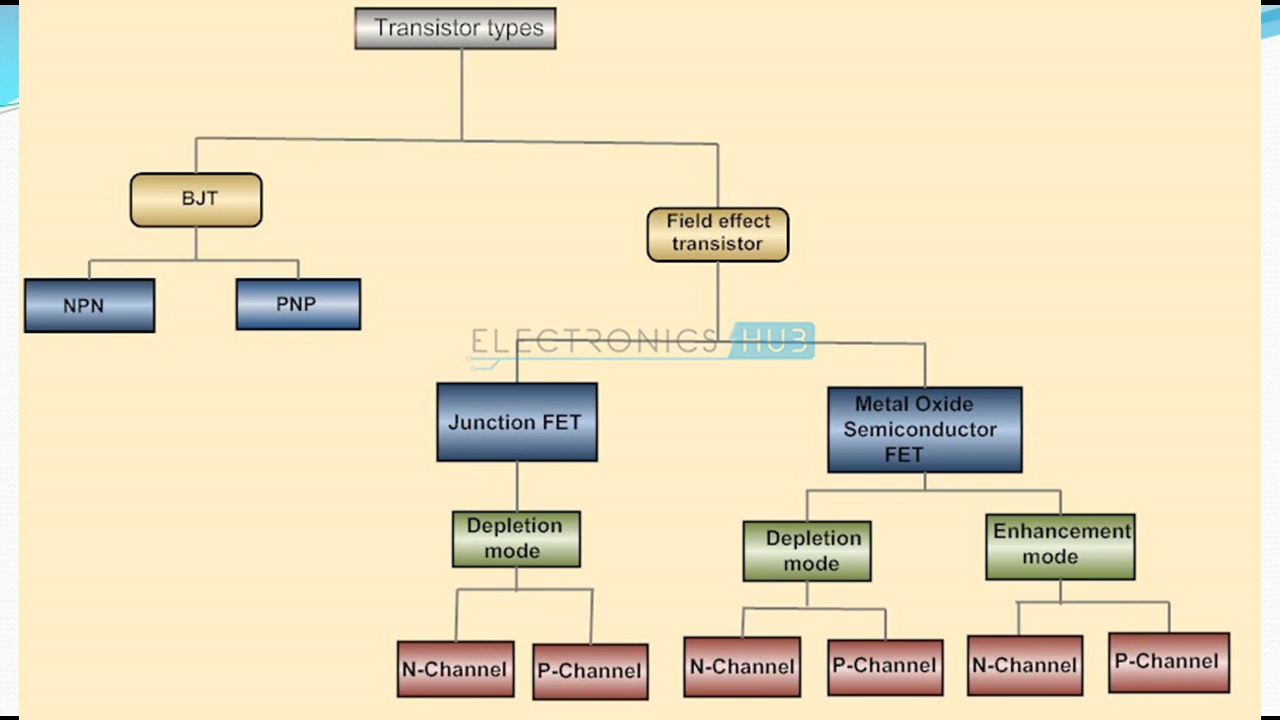 Transistor types
BJT
Field effect
transistor
NPN
PNP
ELECTRONICS HUB
Junction FET
Metal Oxide
Semiconductor
FET
Depletion
mode
Depletion
mode
Enhancement
mode
N-Channel
P-Channel
N-Channel
P-Channel
N-Channel
P-Channel